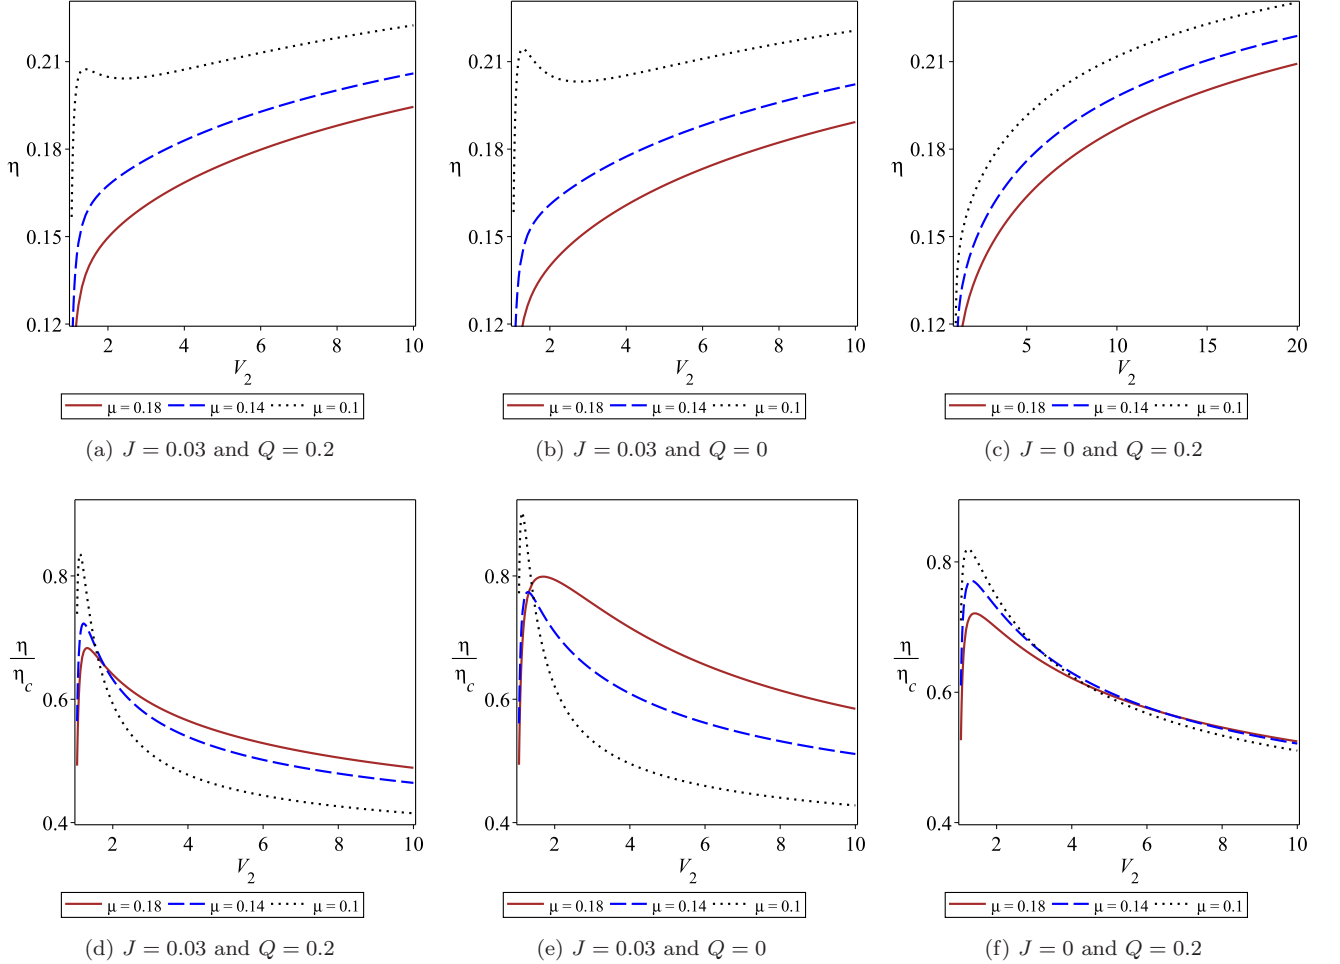 0.21
0.18
η
0.15
0.12
2 4 6 8 10
V2
μ = 0.18 μ = 0.14 μ = 0.1
(a) J = 0.03 and Q = 0.2
0.21
0.18
η
0.15
0.12
2 4 6 8 10
V2
μ = 0.18 μ = 0.14 μ = 0.1
(b) J = 0.03 and Q = 0
0.21
0.18
η
0.15
0.12
5 10 15 20
V2
μ = 0.18 μ = 0.14 μ = 0.1
(c) J = 0 and Q = 0.2
0.8
η
ηc
0.6
0.4
2 4 6 8 10
V2
μ = 0.18 μ = 0.14 μ = 0.1
(d) J = 0.03 and Q = 0.2
0.8
η
ηc
0.6
0.4
2 4 6 8 10
V2
μ = 0.18 μ = 0.14 μ = 0.1
(e) J = 0.03 and Q = 0
0.8
η
ηc
0.6
0.4
2 4 6 8 10
V2
μ = 0.18 μ = 0.14 μ = 0.1
(f) J = 0 and Q = 0.2